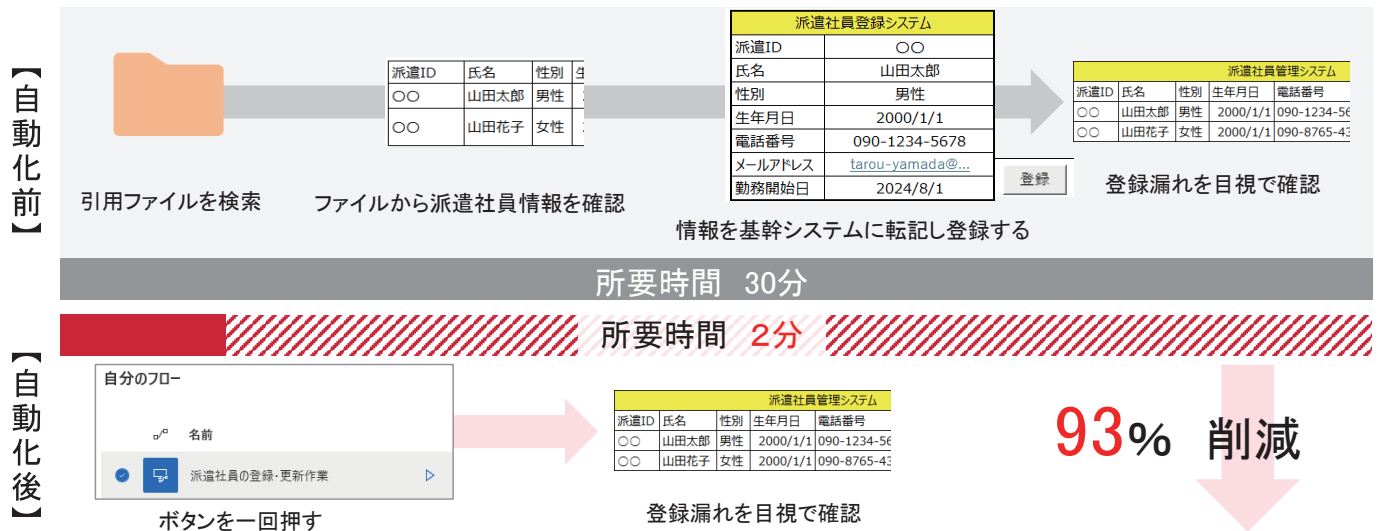 【自動化前】
引用ファイルを検索
派遣ID 氏名 性別
○○ 山田太郎 男性
○○ 山田花子 女性
ファイルから派遣社員情報を確認
派遣社員登録システム
派遣ID ○○
氏名 山田太郎
性別 男性
生年月日 2000/1/1
電話番号 090-1234-5678
メールアドレス tarou-yamada@...
勤務開始日 2024/8/1
登録
情報を基幹システムに転記し登録する
派遣社員管理システム
派遣ID 氏名 性別 生年月日 電話番号
○○ 山田太郎 男性 2000/1/1 090-1234-56
○○ 山田花子 女性 2000/1/1 090-8765-43
登録漏れを目視で確認
所要時間 30分
所要時間 2分
【自動化後】
自分のフロー
名前
派遣社員の登録・更新作業
ボタンを一回押す
派遣社員管理システム
派遣ID 氏名 性別 生年月日 電話番号
○○ 山田太郎 男性 2000/1/1 090-1234-56
○○ 山田花子 女性 2000/1/1 090-8765-43
登録漏れを目視で確認
93% 削減